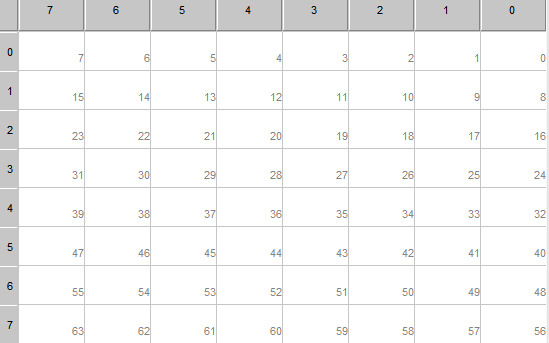 7 6 5 4 3 2 1 0
0 7 6 5 4 3 2 1 0
1 15 14 13 12 11 10 9 8
2 23 22 21 20 19 18 17 16
3 31 30 29 28 27 26 25 24
4 39 38 37 36 35 34 33 32
5 47 46 45 44 43 42 41 40
6 55 54 53 52 51 50 49 48
7 63 62 61 60 59 58 57 56